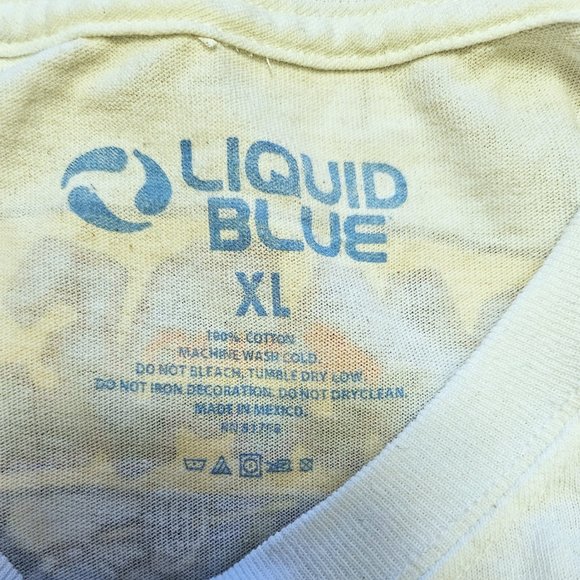 LIQUID
BLUE
XL
100% COTTON
MACHINE WASH COLD.
DO NOT BLEACH. TUMBLE DRY LOW
DO NOT IRON DECORATION. DO NOT DRYCLEAN.
MADE IN MEXICO.
RN